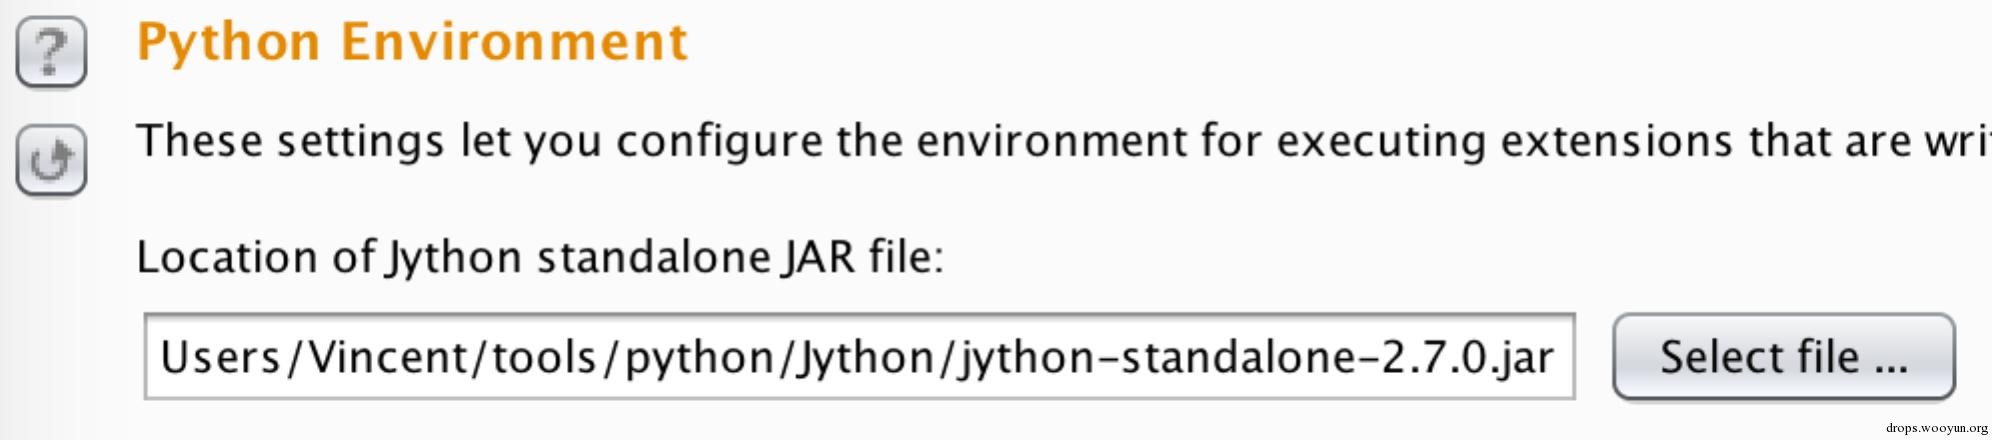 Python Environment
These settings let you configure the environment for executing extensions that are wri
Location of Jython standalone JAR file:
Users/Vincent/tools/python/Jython/jython-standalone-2.7.0.jar
Select file ...
drops.wooyun.org